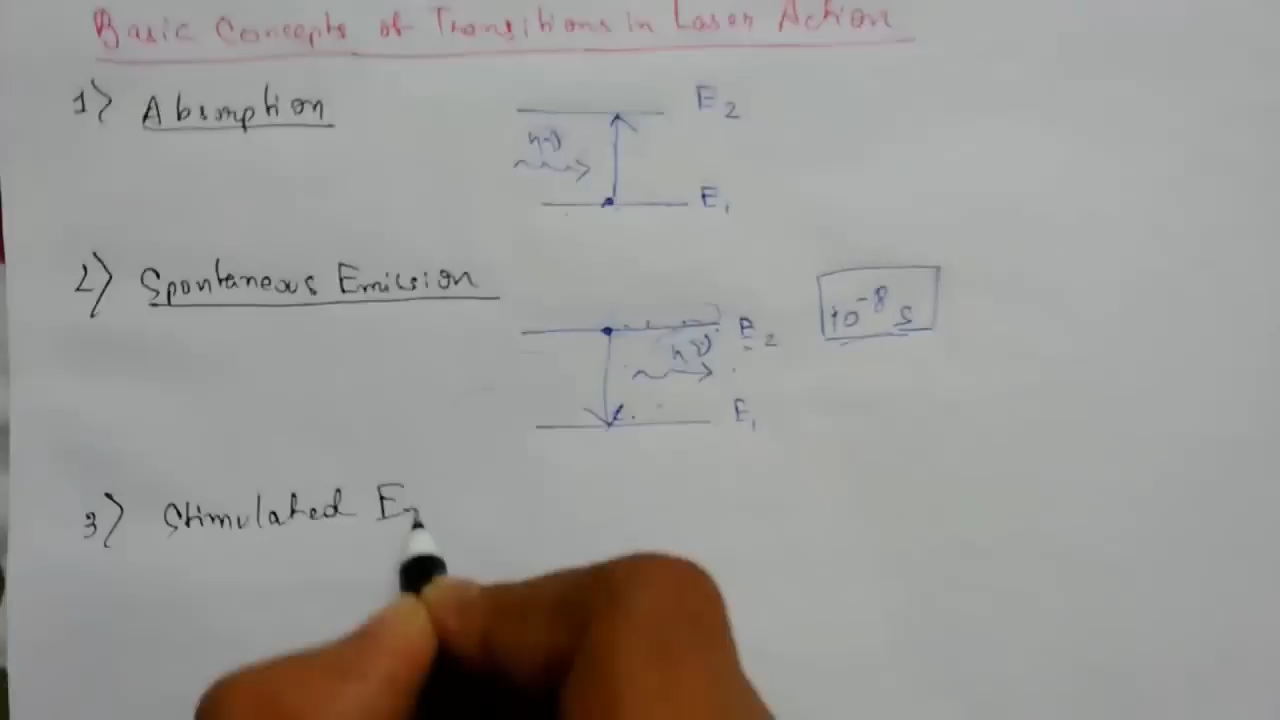 Basic Concepts of Transitions in Laser Action
1) Absorption
E2
hν
E1
2) Spontaneous Emission
10^-8 s
E2
hν
E1
3) Stimulated E